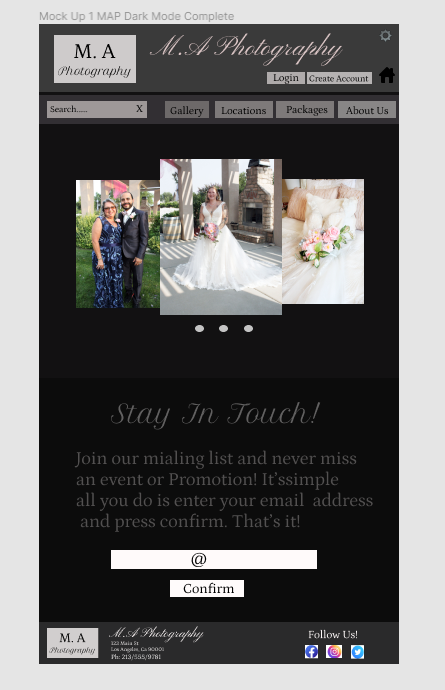 Mock Up 1 MAP Dark Mode Complete
M. A
Photography
M.A Photography
Login
Create Account
Search.....
X
Gallery
Locations
Packages
About Us
Stay In Touch!
Join our mialing list and never miss
an event or Promotion! It'ssimple
all you do is enter your email address
and press confirm. That's it!
@
Confirm
M. A
Photography
M.A Photography
123 Main St
Los Angeles, Ca 90001
Ph: 213/555/9761
Follow Us!